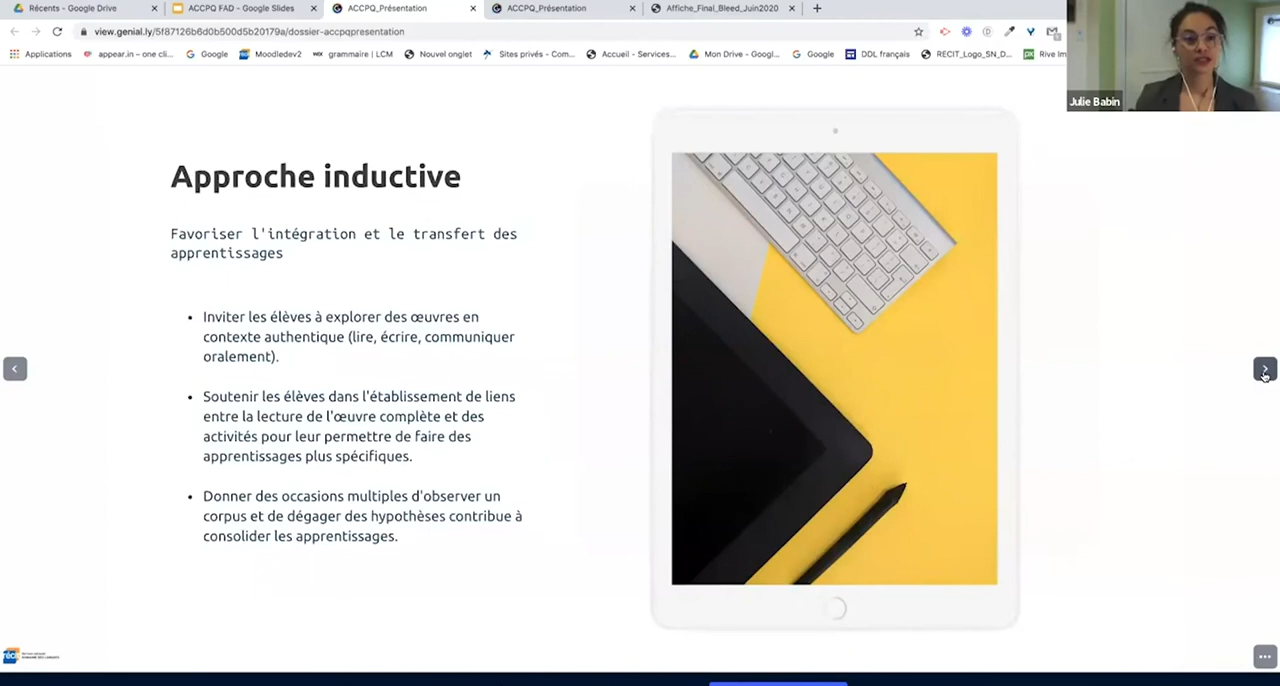 Récents - Google Drive
ACCPQ FAD - Google Slides
ACCPQ_Présentation
ACCPQ_Présentation
Affiche_Final_Bleed_Juin2020
view.genial.ly/5f87126b6d0b500d5b20179a/dossier-accpqpresentation
Applications
appear.in – one cli...
Google
Moodledev2
grammaire | LCM
Nouvel onglet
Sites privés - Com...
Accueil - Services...
Mon Drive - Googl...
Google
DDL français
RECIT_Logo_SN_D...
Rive Im
Julie Babin
Approche inductive
Favoriser l'intégration et le transfert des
apprentissages
• Inviter les élèves à explorer des œuvres en
contexte authentique (lire, écrire, communiquer
oralement).
• Soutenir les élèves dans l'établissement de liens
entre la lecture de l'œuvre complète et des
activités pour leur permettre de faire des
apprentissages plus spécifiques.
• Donner des occasions multiples d'observer un
corpus et de dégager des hypothèses contribue à
consolider les apprentissages.